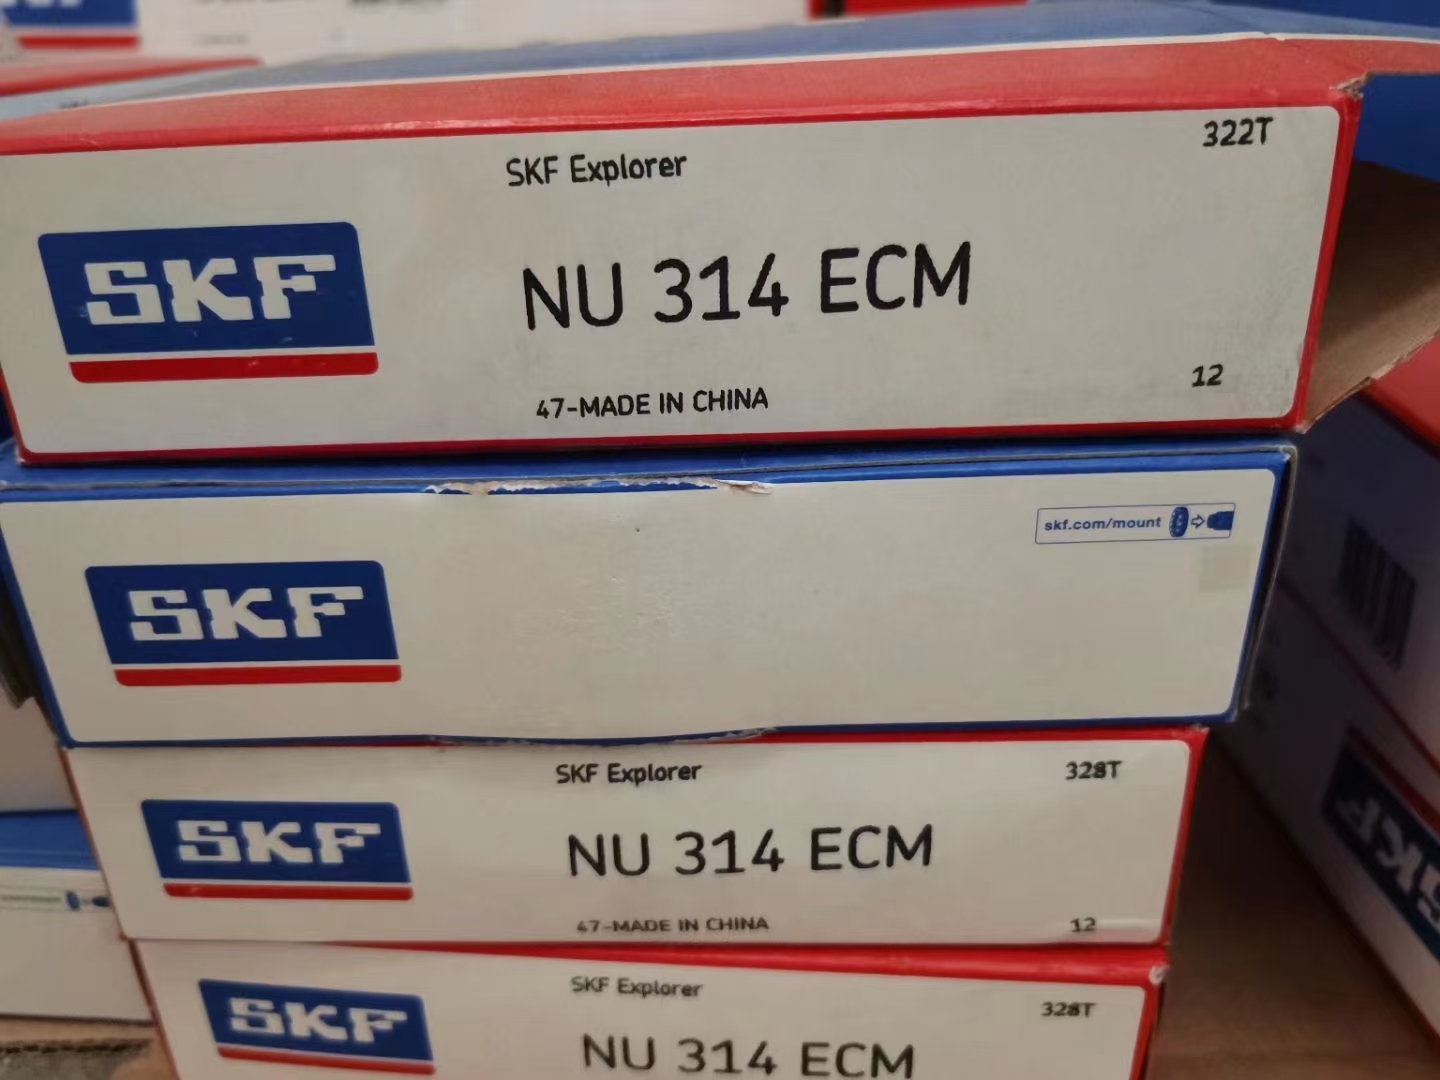 322T
SKF Explorer
SKF
NU 314 ECM
12
47-MADE IN CHINA
skf.com/mount
SKF
SKF Explorer
328T
SKF
NU 314 ECM
47-MADE IN CHINA
12
SKF Explorer
328T
SKF
NU 314 ECM
SKF